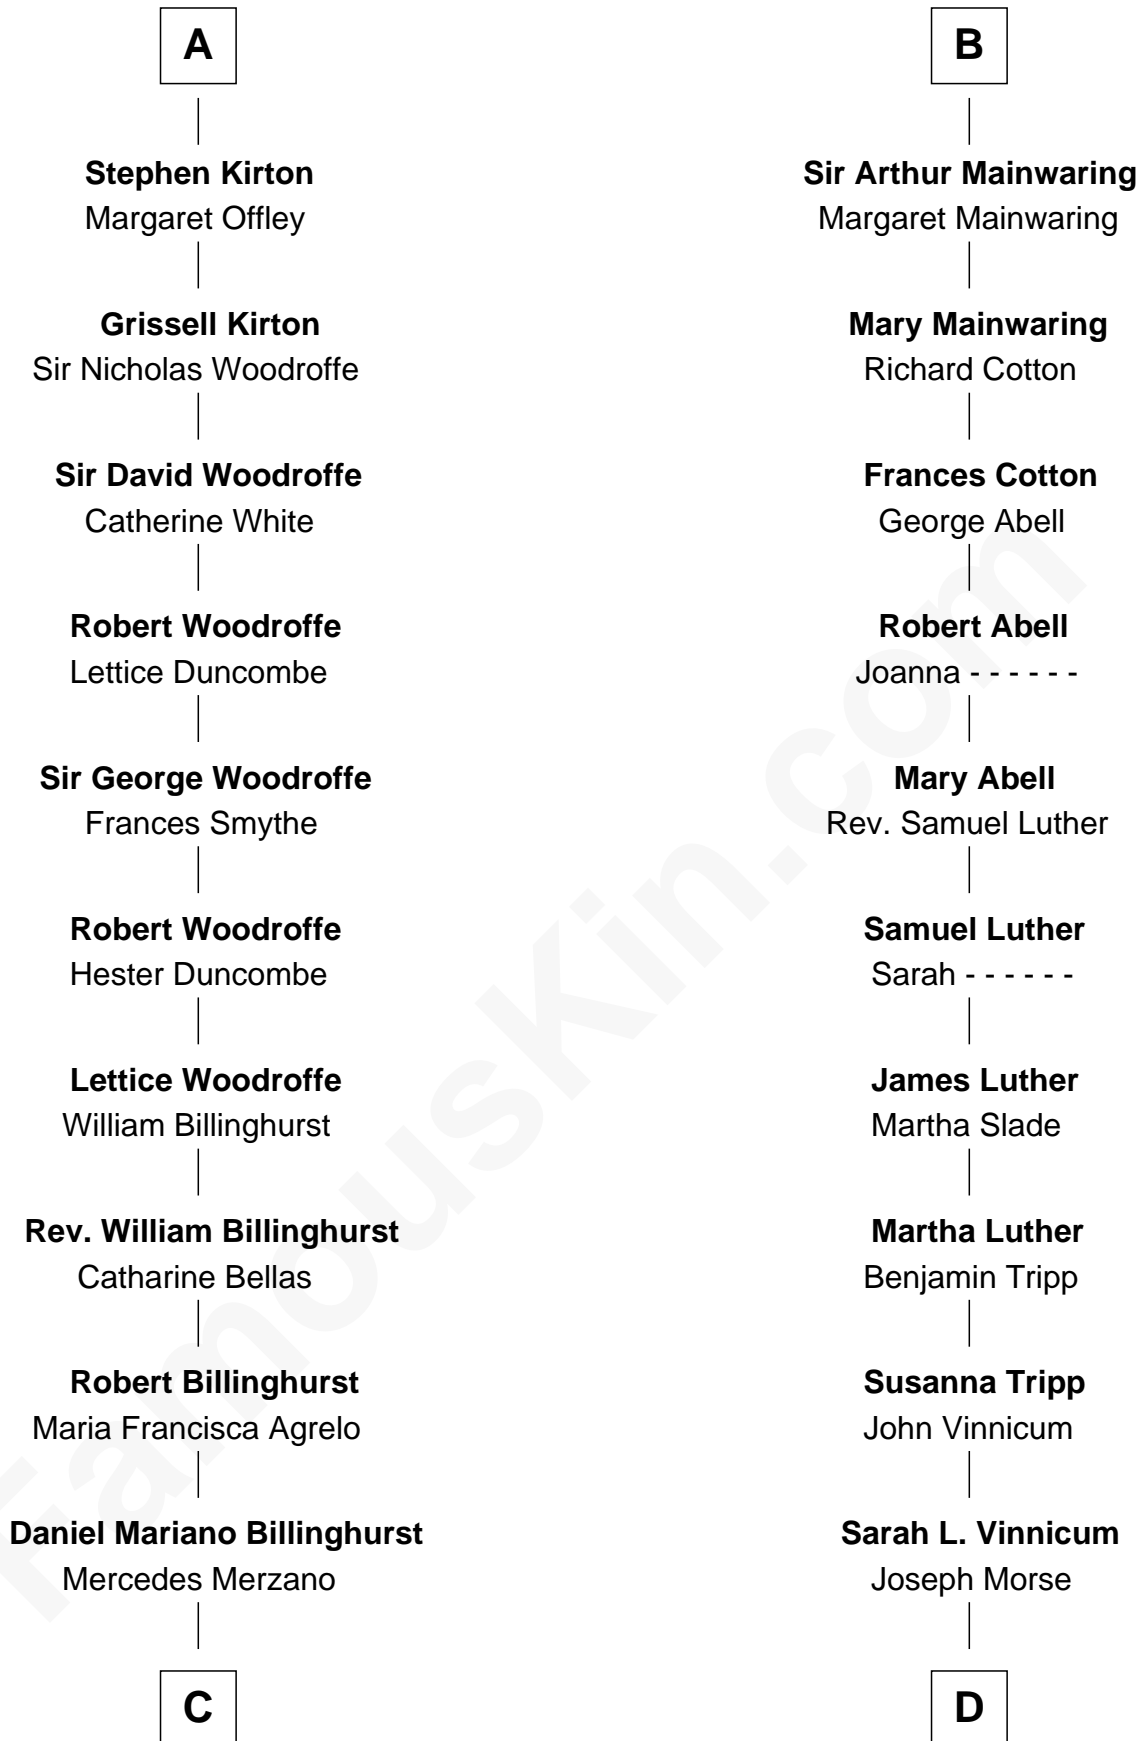 A
Stephen Kirton
Margaret Offley
Grissell Kirton
Sir Nicholas Woodroffe
Sir David Woodroffe
Catherine White
Robert Woodroffe
Lettice Duncombe
Sir George Woodroffe
Frances Smythe
Robert Woodroffe
Hester Duncombe
Lettice Woodroffe
William Billinghurst
Rev. William Billinghurst
Catharine Bellas
Robert Billinghurst
Maria Francisca Agrelo
Daniel Mariano Billinghurst
Mercedes Merzano
C
B
Sir Arthur Mainwaring
Margaret Mainwaring
Mary Mainwaring
Richard Cotton
Frances Cotton
George Abell
Robert Abell
Joanna - - - - - -
Mary Abell
Rev. Samuel Luther
Samuel Luther
Sarah - - - - - -
James Luther
Martha Slade
Martha Luther
Benjamin Tripp
Susanna Tripp
John Vinnicum
Sarah L. Vinnicum
Joseph Morse
D
FamousKin.com